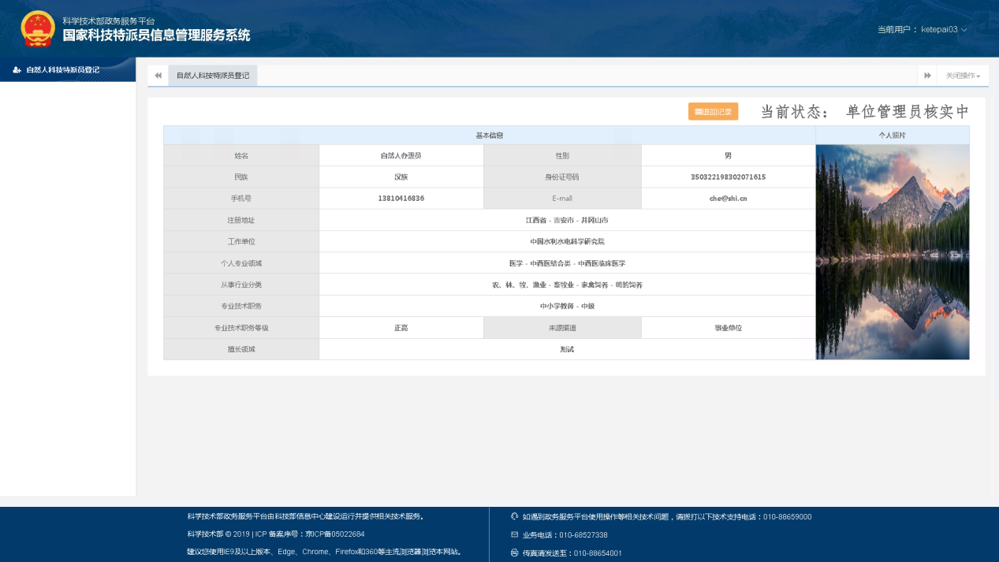 科学技术部政务服务平台
国家科技特派员信息管理服务系统
当前用户： ketepai03
自然人科技特派员登记
自然人科技特派员登记
关闭操作
退回记录
当前状态： 单位管理员核实中
基本信息 个人照片
姓名 自然人办理员 性别 男
民族 汉族 身份证号码 350322198302071615
手机号 13810416836 E-mail che@shi.cn
注册地址 江西省 - 吉安市 - 井冈山市
工作单位 中国水利水电科学研究院
个人专业领域 医学 - 中西医结合类 - 中西医临床医学
从事行业分类 农、林、牧、渔业 - 畜牧业 - 家禽饲养 - 鸭的饲养
专业技术职务 中小学教师 - 中级
专业技术职务等级 正高 来源渠道 事业单位
擅长领域 测试
科学技术部政务服务平台由科技部信息中心建设运行并提供相关技术服务。
科学技术部 © 2019 | ICP 备案序号：京ICP备05022684
建议您使用IE9及以上版本、Edge、Chrome、Firefox和360等主流浏览器浏览本网站。
如遇到政务服务平台使用操作等相关技术问题，请拨打以下技术支持电话：010-88659000
业务电话：010-68527338
传真请发送至：010-88654001